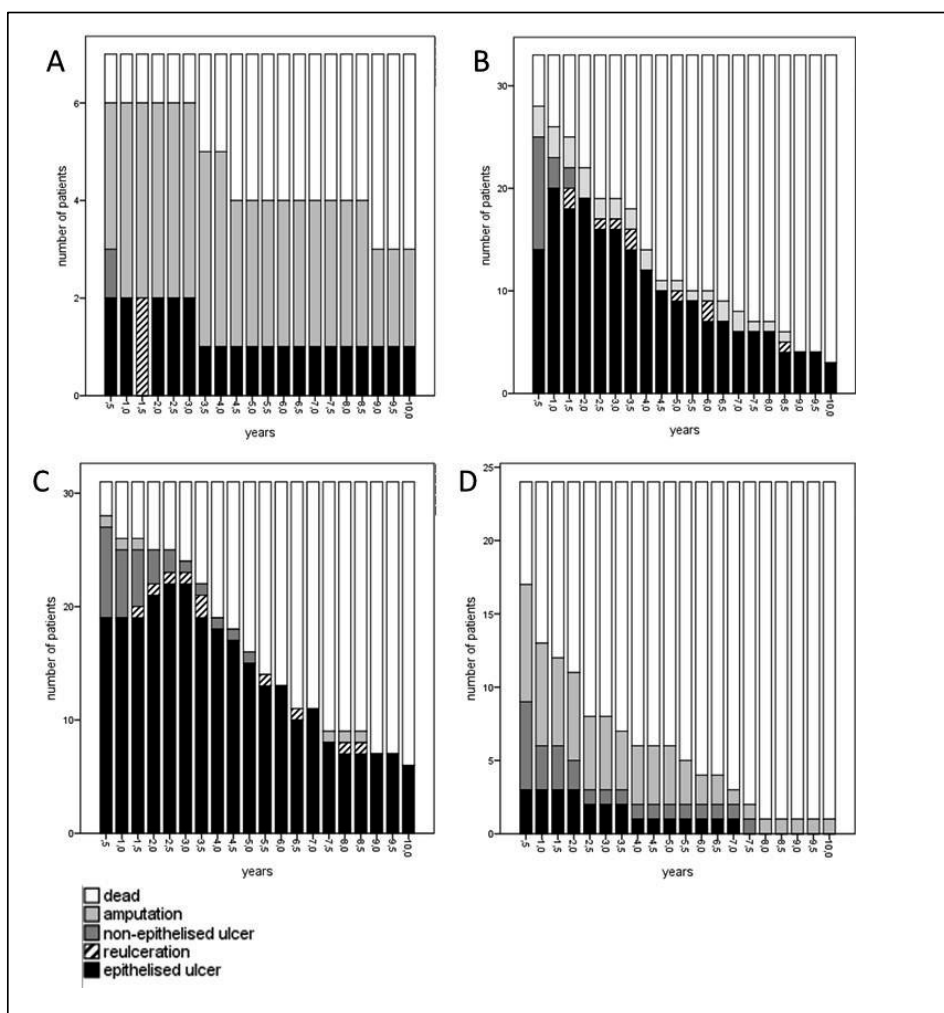 A
number of patients
6
4
2
0
,5 1,0 1,5 2,0 2,5 3,0 3,5 4,0 4,5 5,0 5,5 6,0 6,5 7,0 7,5 8,0 8,5 9,0 9,5 10,0
years
B
number of patients
30
20
10
0
,5 1,0 1,5 2,0 2,5 3,0 3,5 4,0 4,5 5,0 5,5 6,0 6,5 7,0 7,5 8,0 8,5 9,0 9,5 10,0
years
C
number of patients
30
20
10
0
,5 1,0 1,5 2,0 2,5 3,0 3,5 4,0 4,5 5,0 5,5 6,0 6,5 7,0 7,5 8,0 8,5 9,0 9,5 10,0
years
D
number of patients
25
20
15
10
5
0
,5 1,0 1,5 2,0 2,5 3,0 3,5 4,0 4,5 5,0 5,5 6,0 6,5 7,0 7,5 8,0 8,5 9,0 9,5 10,0
years
dead
amputation
non-epithelised ulcer
reulceration
epithelised ulcer